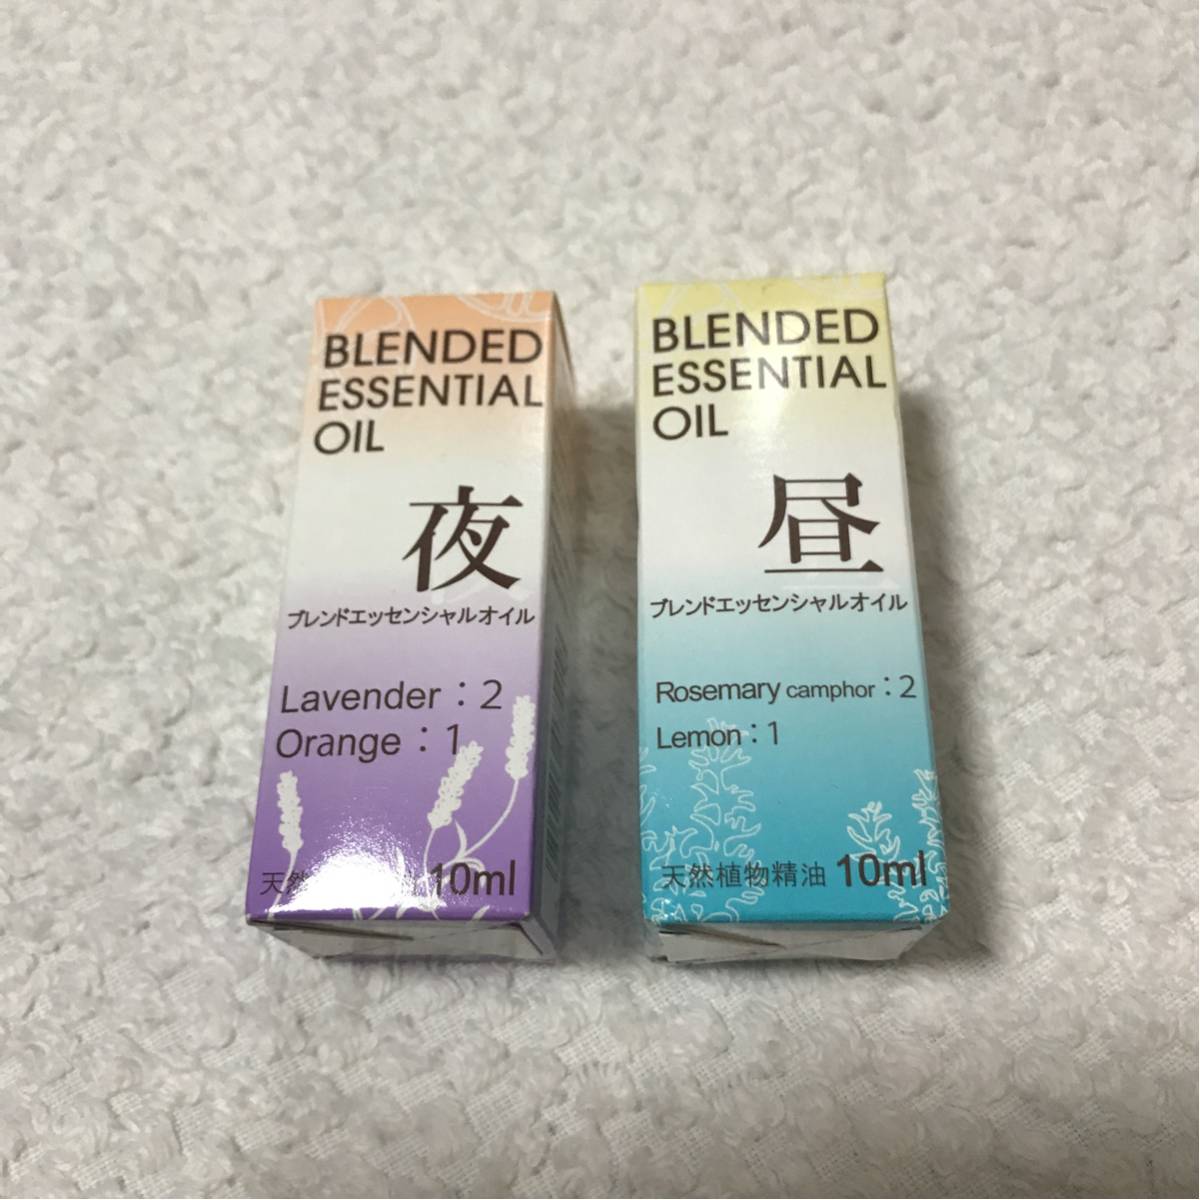 BLENDED
ESSENTIAL
OIL
夜
ブレンドエッセンシャルオイル
Lavender：2
Orange：1
10ml
BLENDED
ESSENTIAL
OIL
昼
ブレンドエッセンシャルオイル
Rosemary camphor：2
Lemon：1
天然植物精油 10ml